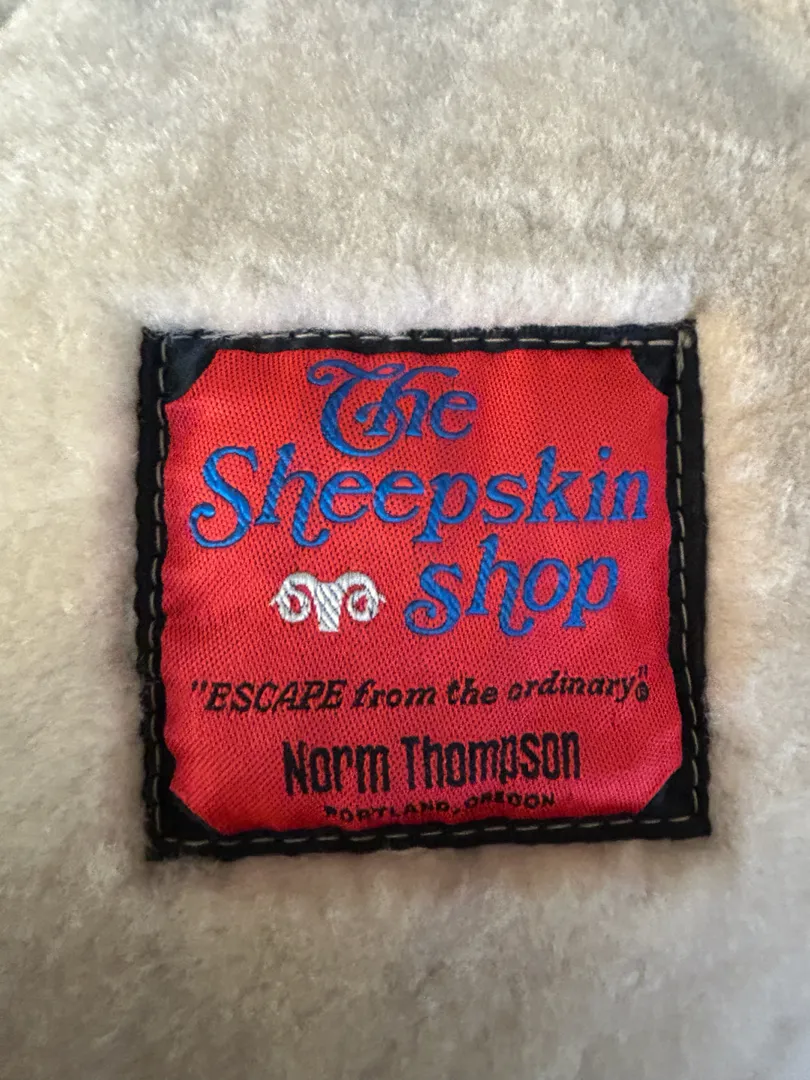 The
Sheepskin
shop
"ESCAPE from the ordinary"®
Norm Thompson
PORTLAND, OREGON